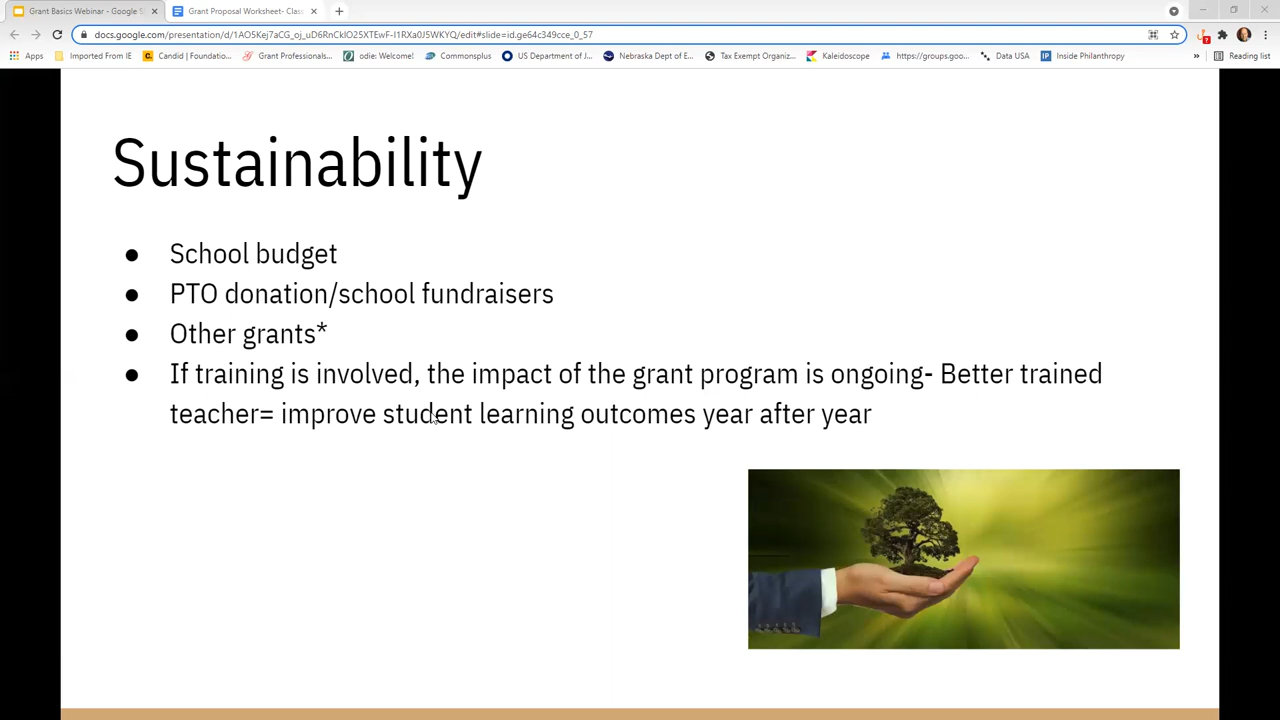 Grant Basics Webinar - Google Sl
Grant Proposal Worksheet- Clas
docs.google.com/presentation/d/1AO5Kej7aCG_oj_uD6RnCkIO25XTEwF-I1RXa0J5WKYQ/edit#slide=id.ge64c349cce_0_57
Apps
Imported From IE
Candid | Foundatio...
Grant Professionals...
odie: Welcome!
Commonsplus
US Department of J...
Nebraska Dept of E...
Tax Exempt Organiz...
Kaleidoscope
https://groups.goo...
Data USA
Inside Philanthropy
»
Reading list
Sustainability
● School budget
● PTO donation/school fundraisers
● Other grants*
● If training is involved, the impact of the grant program is ongoing- Better trained
teacher= improve student learning outcomes year after year